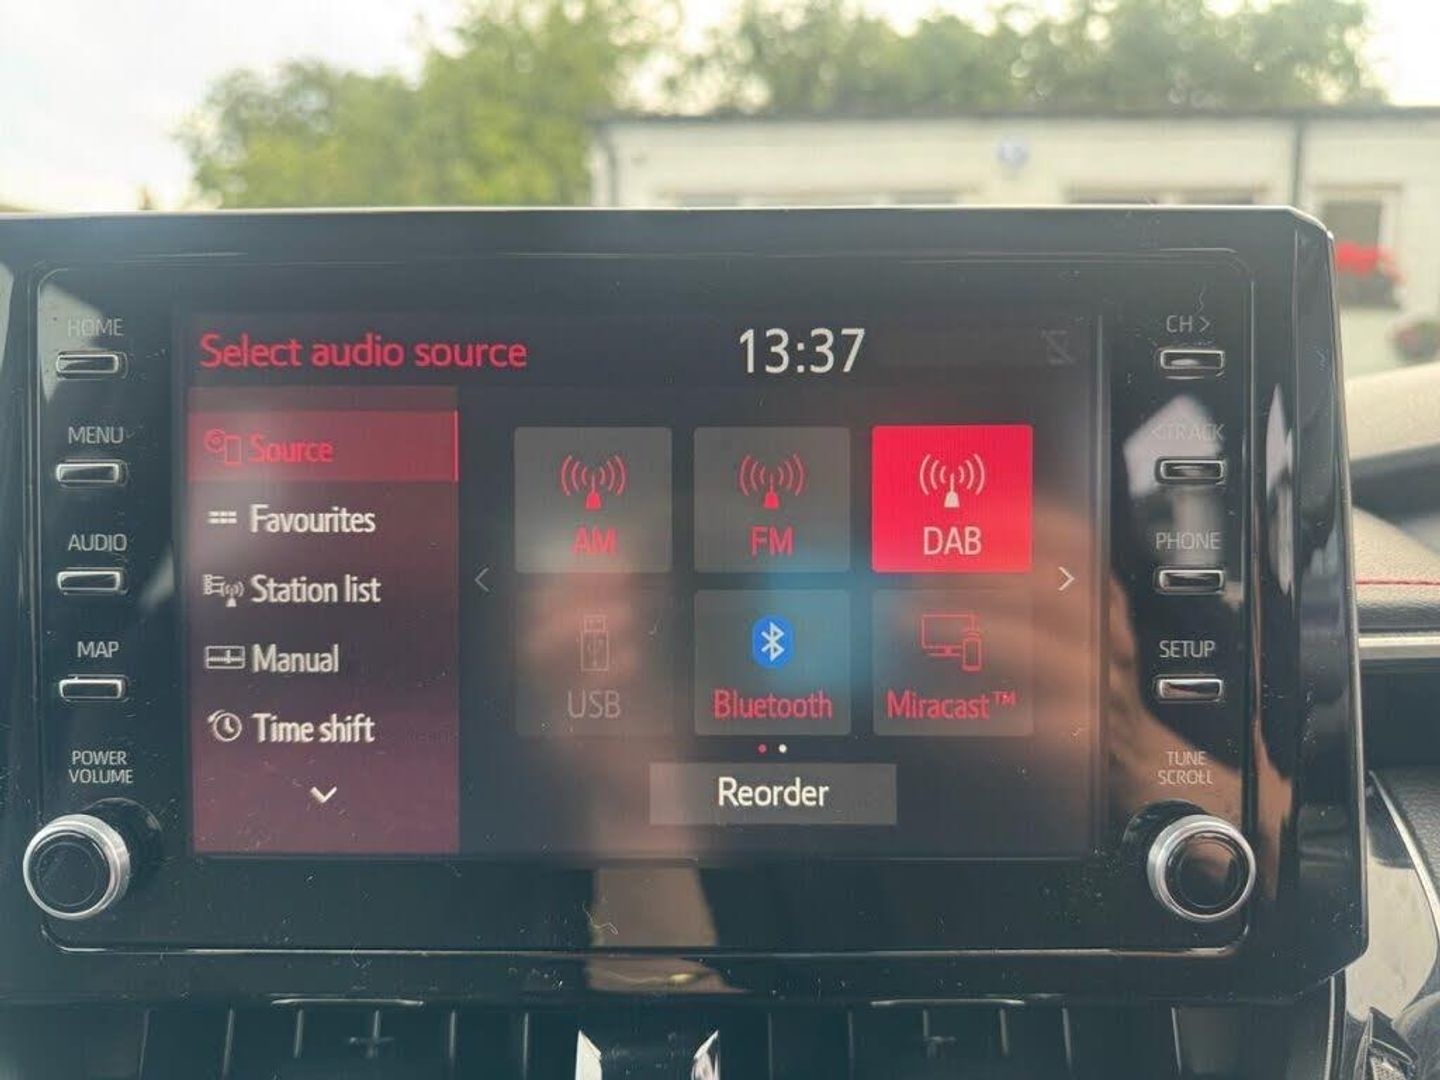 HOME
MENU
AUDIO
MAP
POWER
VOLUME
Select audio source
13:37
Source
Favourites
Station list
Manual
Time shift
AM
FM
DAB
USB
Bluetooth
Miracast™
Reorder
CH >
< TRACK
PHONE
SETUP
TUNE
SCROLL